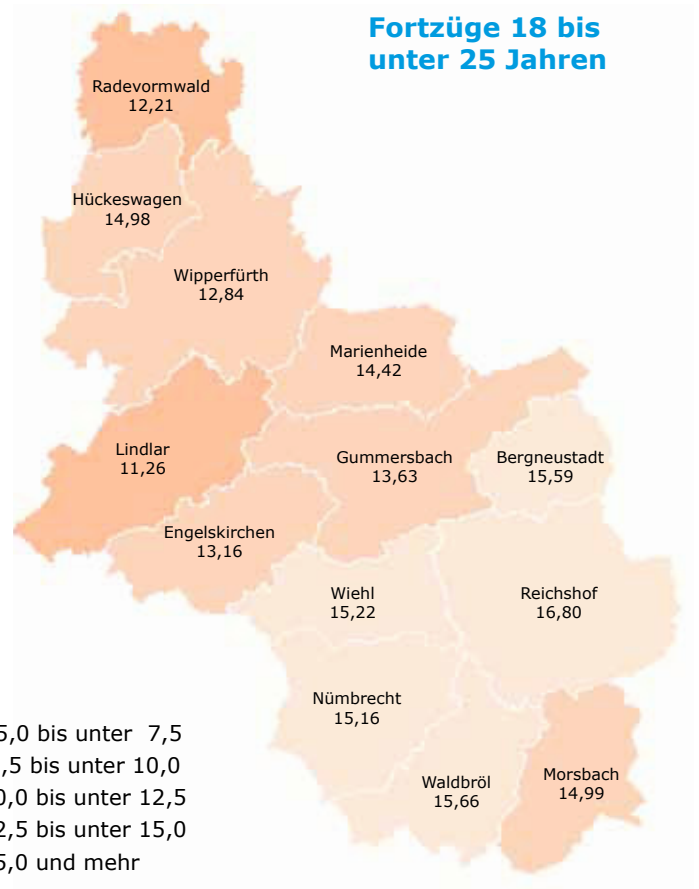 Fortzüge 18 bis
unter 25 Jahren
Radevormwald
12,21
Hückeswagen
14,98
Wipperfürth
12,84
Marienheide
14,42
Lindlar
11,26
Gummersbach
13,63
Bergneustadt
15,59
Engelskirchen
13,16
Wiehl
15,22
Reichshof
16,80
Nümbrecht
15,16
Waldbröl
15,66
Morsbach
14,99
5,0 bis unter 7,5
,5 bis unter 10,0
0,0 bis unter 12,5
2,5 bis unter 15,0
5,0 und mehr